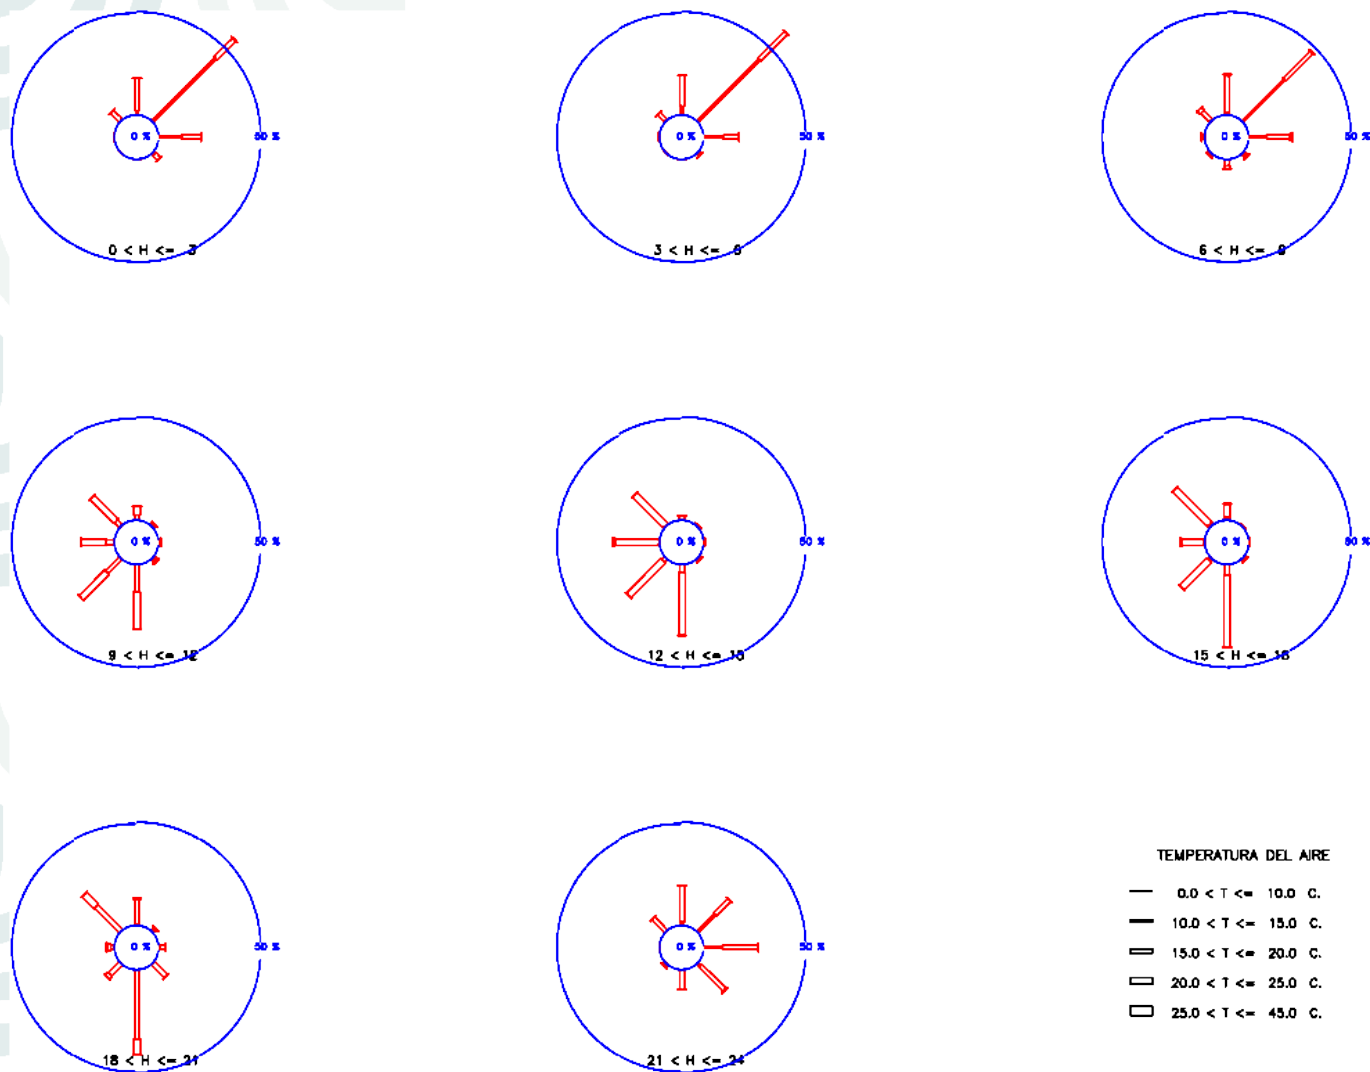 0 %
50 %
0 < H <= 3
0 %
50 %
3 < H <= 6
0 %
50 %
6 < H <= 9
0 %
50 %
9 < H <= 12
0 %
50 %
12 < H <= 15
0 %
50 %
15 < H <= 18
0 %
50 %
18 < H <= 21
0 %
50 %
21 < H <= 24
TEMPERATURA DEL AIRE
0.0 < T <= 10.0 C.
10.0 < T <= 15.0 C.
15.0 < T <= 20.0 C.
20.0 < T <= 25.0 C.
25.0 < T <= 45.0 C.